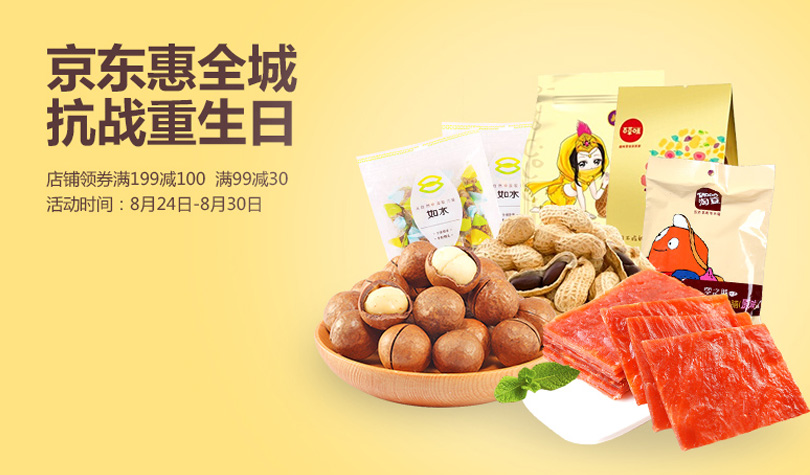 京东惠全城
抗战重生日
店铺领券满199减100 满99减30
活动时间：8月24日-8月30日
如水
百草味